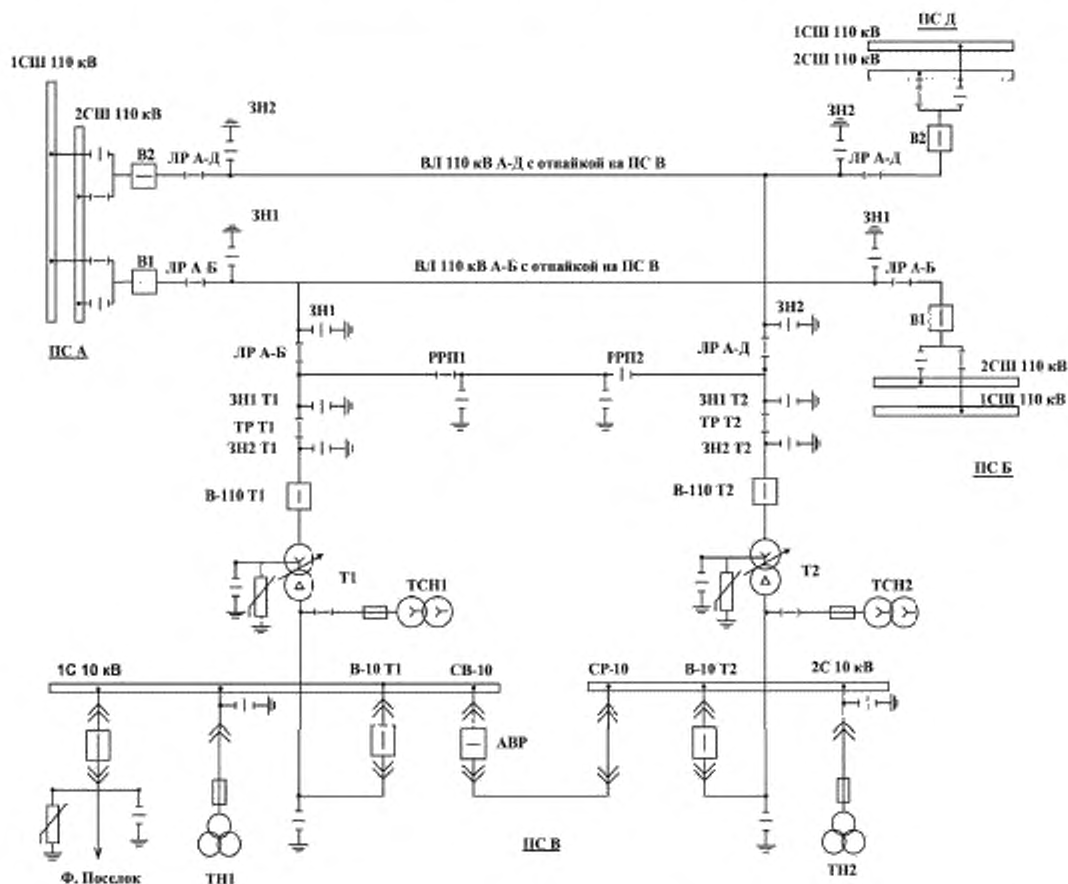 ПС Д
1СШ 110 кВ
2СШ 110 кВ
1СШ 110 кВ
2СШ 110 кВ
ЗН2
ЗН2
В2
ЛР А-Д
ВЛ 110 кВ А-Д с отпайкой на ПС В
ЛР А-Д
В2
ЗН1
ЗН1
В1
ЛР А Б
ВЛ 110 кВ А-Б с отпайкой на ПС В
ЛР А-Б
ЗН1
ЗН2
В1
ПС А
ЛР А-Б
РРП1
РРП2
ЛР А-Д
2СШ 110 кВ
1СШ 110 кВ
ЗН1 Т1
ЗН1 Т2
ТР Т1
ТР Т2
ЗН2 Т1
ЗН2 Т2
ПС Б
В-110 Т1
В-110 Т2
Т1
ТСН1
Т2
ТСН2
1С 10 кВ
В-10 Т1
СВ-10
СР-10
В-10 Т2
2С 10 кВ
АВР
ПС В
Ф. Поселок
ТН1
ТН2